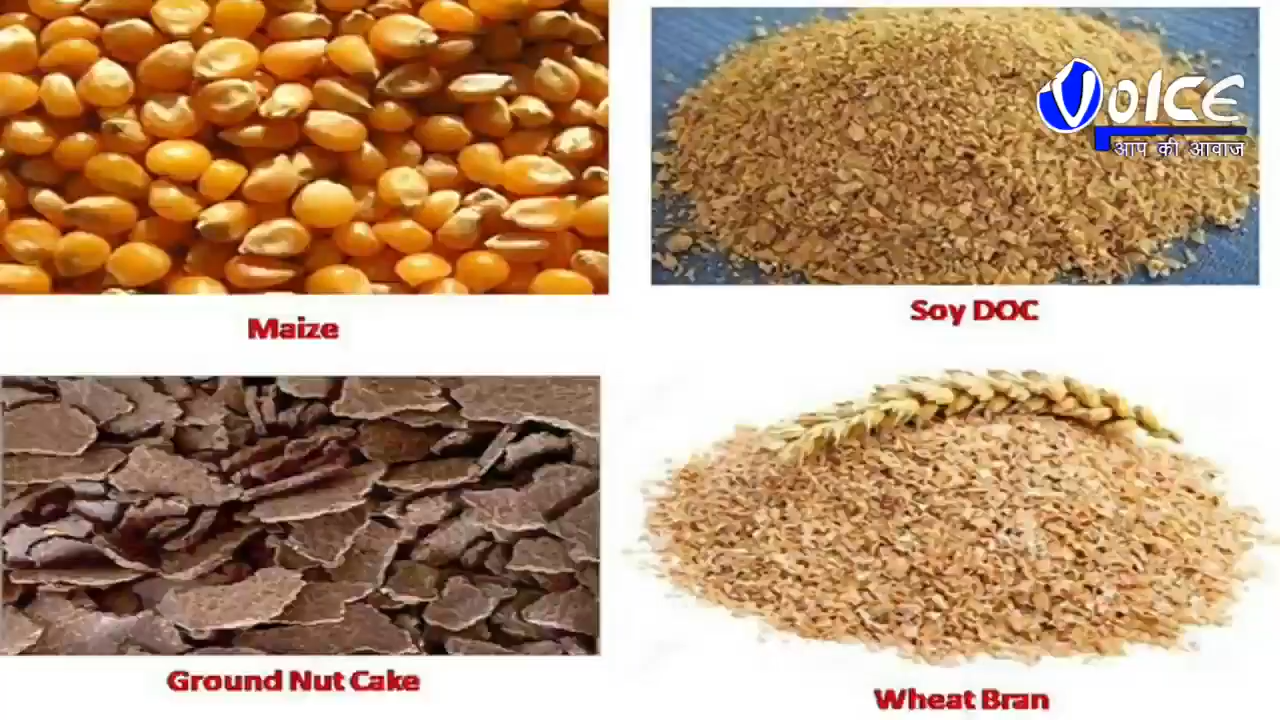 VOICE
आप की आवाज
Maize
Soy DOC
Ground Nut Cake
Wheat Bran